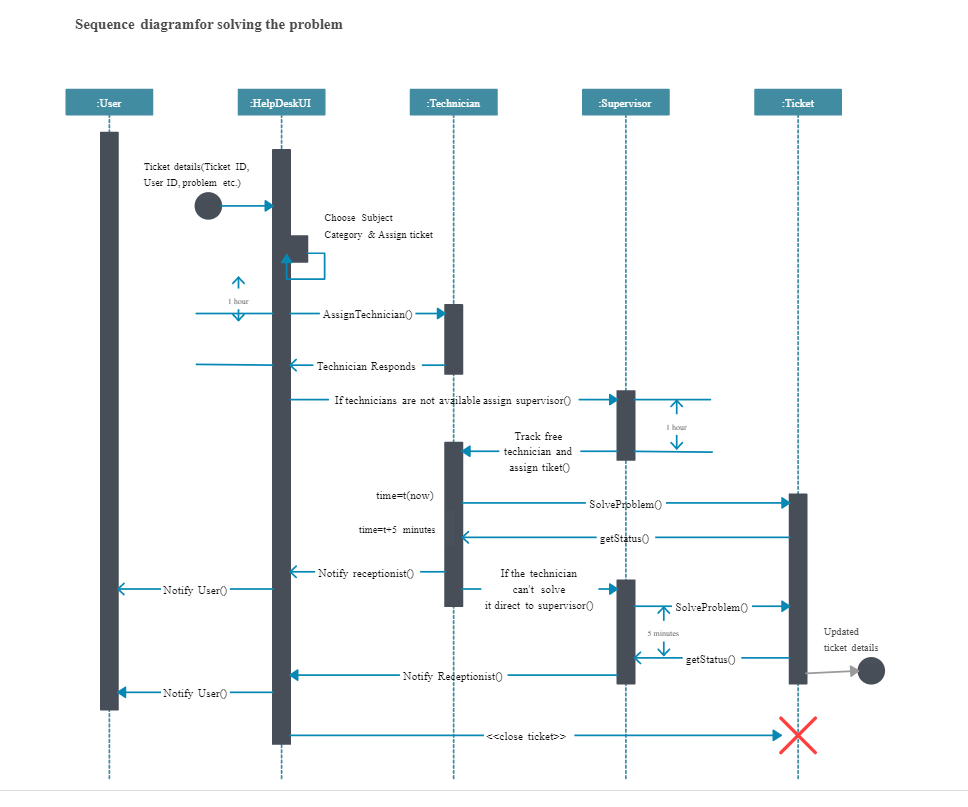 Sequence diagramfor solving the problem
:User
:HelpDeskUI
:Technician
:Supervisor
:Ticket
Ticket details(Ticket ID,
User ID, problem etc.)
Choose Subject
Category & Assign ticket
1 hour
AssignTechnician()
Technician Responds
If technicians are not available assign supervisor()
1 hour
Track free
technician and
assign tiket()
time=t(now)
SolveProblem()
time=t+5 minutes
getStatus()
Notify receptionist()
If the technician
can't solve
it direct to supervisor()
Notify User()
SolveProblem()
5 minutes
Updated
ticket details
getStatus()
Notify Receptionist()
Notify User()
<<close ticket>>